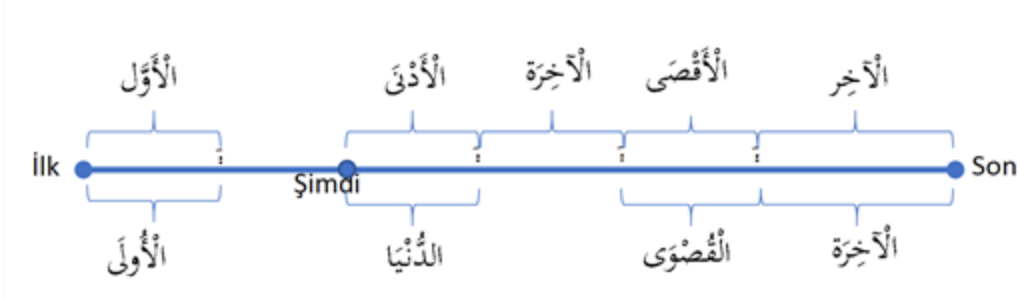 الْأَوَّل الْأَدْنَى الْآخِرَة الْأَقْصَى الْآخِر
İlk Son
Şimdi
الْأُولَى الدُّنْيَا الْقُصْوَى الْآخِرَة